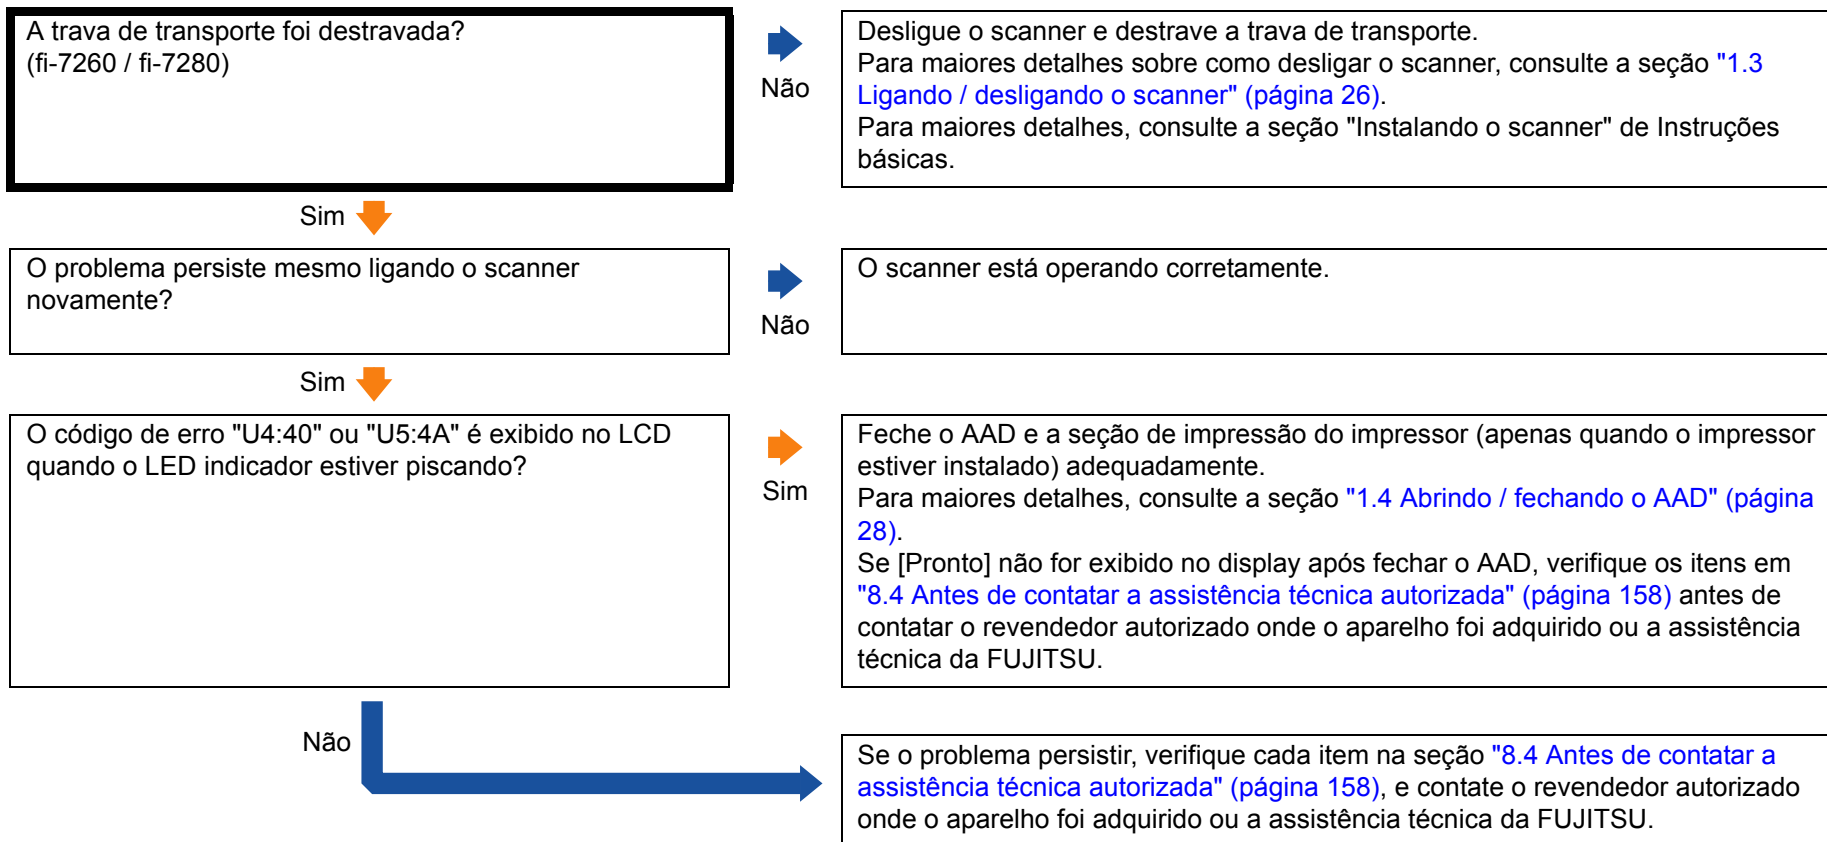 A trava de transporte foi destravada?
(fi-7260 / fi-7280)
Não
Desligue o scanner e destrave a trava de transporte.
Para maiores detalhes sobre como desligar o scanner, consulte a seção "1.3
Ligando / desligando o scanner" (página 26).
Para maiores detalhes, consulte a seção "Instalando o scanner" de Instruções
básicas.
Sim
O problema persiste mesmo ligando o scanner
novamente?
Não
O scanner está operando corretamente.
Sim
O código de erro "U4:40" ou "U5:4A" é exibido no LCD
quando o LED indicador estiver piscando?
Sim
Feche o AAD e a seção de impressão do impressor (apenas quando o impressor
estiver instalado) adequadamente.
Para maiores detalhes, consulte a seção "1.4 Abrindo / fechando o AAD" (página
28).
Se [Pronto] não for exibido no display após fechar o AAD, verifique os itens em
"8.4 Antes de contatar a assistência técnica autorizada" (página 158) antes de
contatar o revendedor autorizado onde o aparelho foi adquirido ou a assistência
técnica da FUJITSU.
Não
Se o problema persistir, verifique cada item na seção "8.4 Antes de contatar a
assistência técnica autorizada" (página 158), e contate o revendedor autorizado
onde o aparelho foi adquirido ou a assistência técnica da FUJITSU.